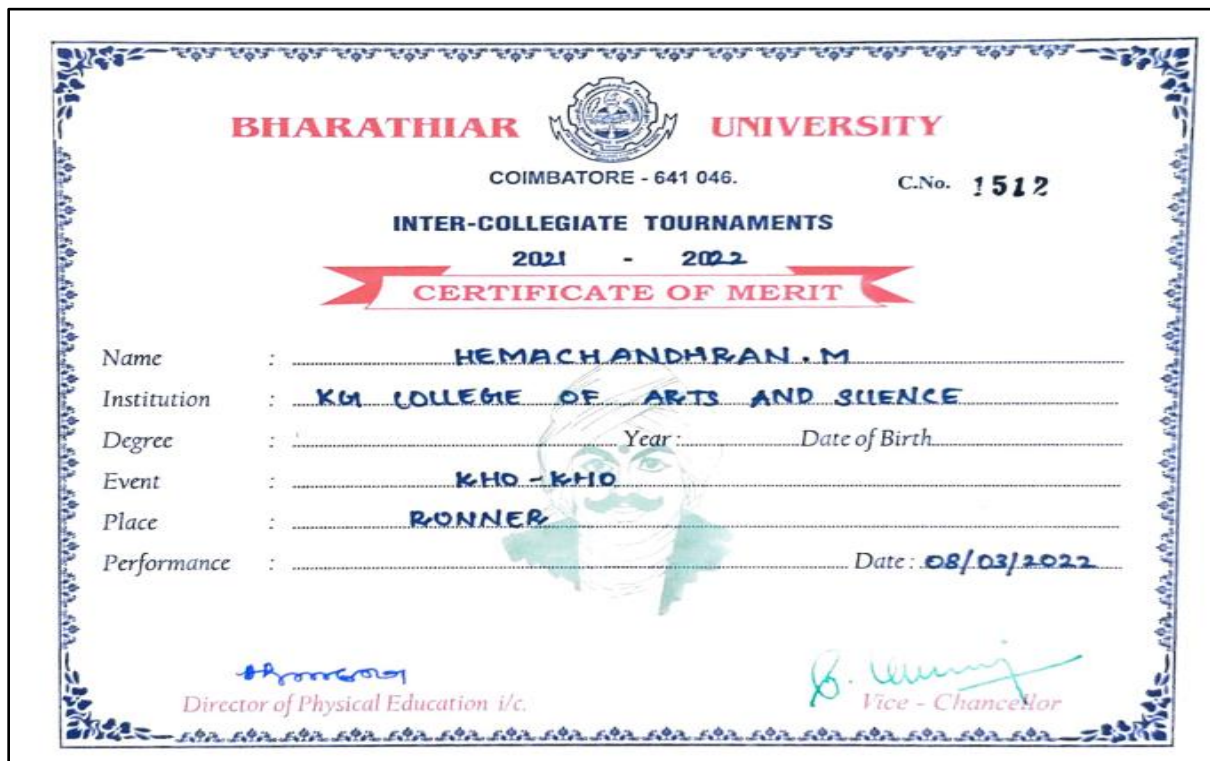 BHARATHIAR UNIVERSITY
COIMBATORE - 641 046.
C.No. 1512
INTER-COLLEGIATE TOURNAMENTS
2021 - 2022
CERTIFICATE OF MERIT
Name : HEMACHANDHRAN . M
Institution : KG COLLEGE OF ARTS AND SCIENCE
Degree : Year : Date of Birth
Event : KHO - KHO
Place : RUNNER
Performance : Date : 08/03/2022
Director of Physical Education i/c.
Vice - Chancellor